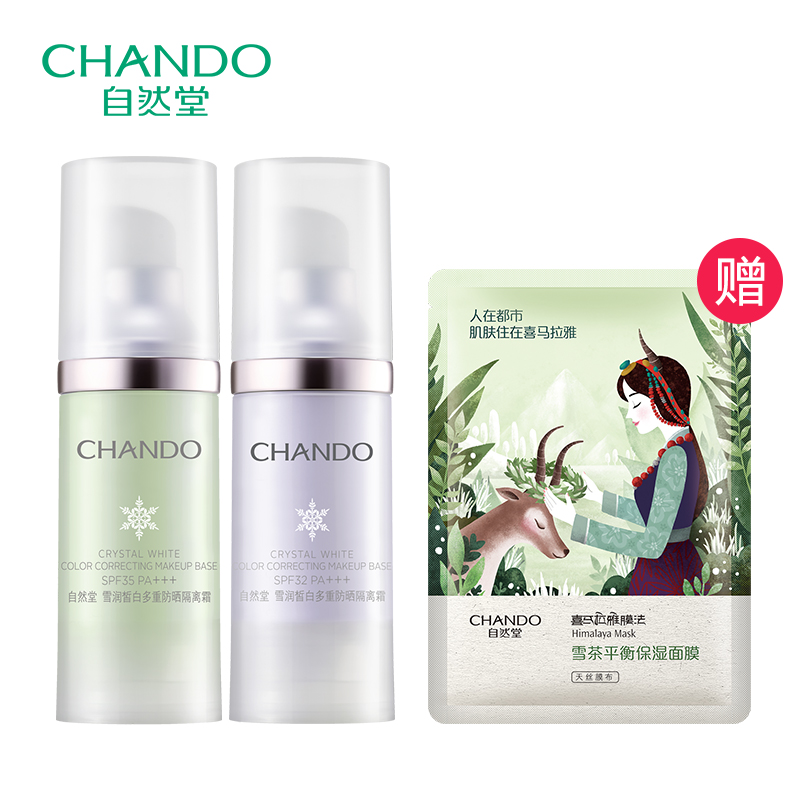 CHANDO
自然堂
CHANDO
CRYSTAL WHITE
COLOR CORRECTING MAKEUP BASE
SPF35 PA+++
自然堂 雪润皙白多重防晒隔离霜
CHANDO
CRYSTAL WHITE
COLOR CORRECTING MAKEUP BASE
SPF32 PA+++
自然堂 雪润皙白多重防晒隔离霜
赠
人在都市
肌肤住在喜马拉雅
CHANDO
自然堂
喜马拉雅膜法
Himalaya Mask
雪茶平衡保湿面膜
天丝膜布